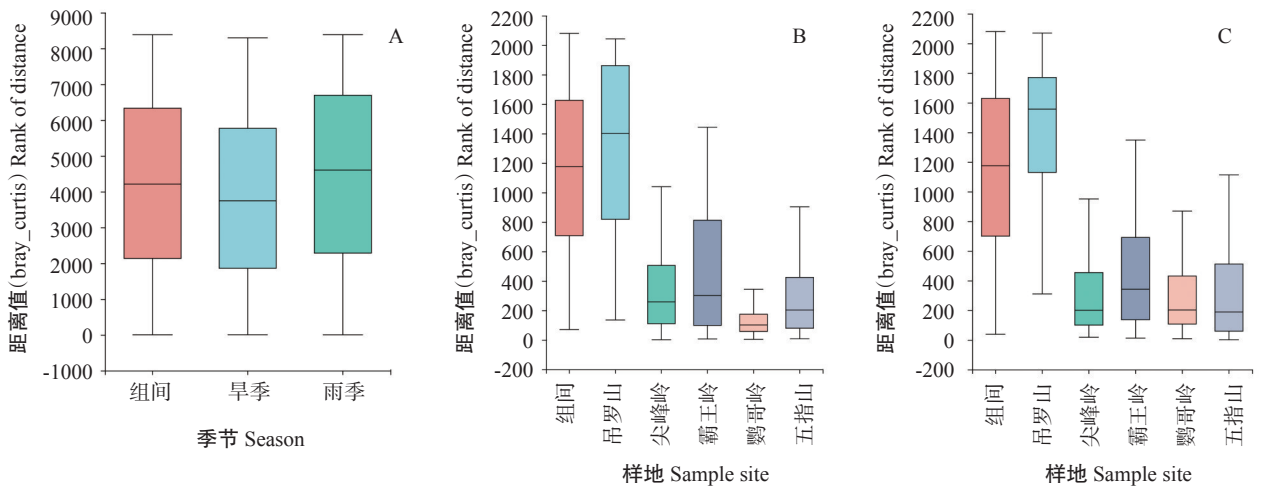 A
距离值(bray_curtis) Rank of distance
9000
8000
7000
6000
5000
4000
3000
2000
1000
0
-1000
组间
旱季
雨季
季节 Season
B
距离值(bray_curtis) Rank of distance
2200
2000
1800
1600
1400
1200
1000
800
600
400
200
0
-200
组间
吊罗山
尖峰岭
霸王岭
鹦哥岭
五指山
样地 Sample site
C
距离值(bray_curtis) Rank of distance
2200
2000
1800
1600
1400
1200
1000
800
600
400
200
0
-200
组间
吊罗山
尖峰岭
霸王岭
鹦哥岭
五指山
样地 Sample site